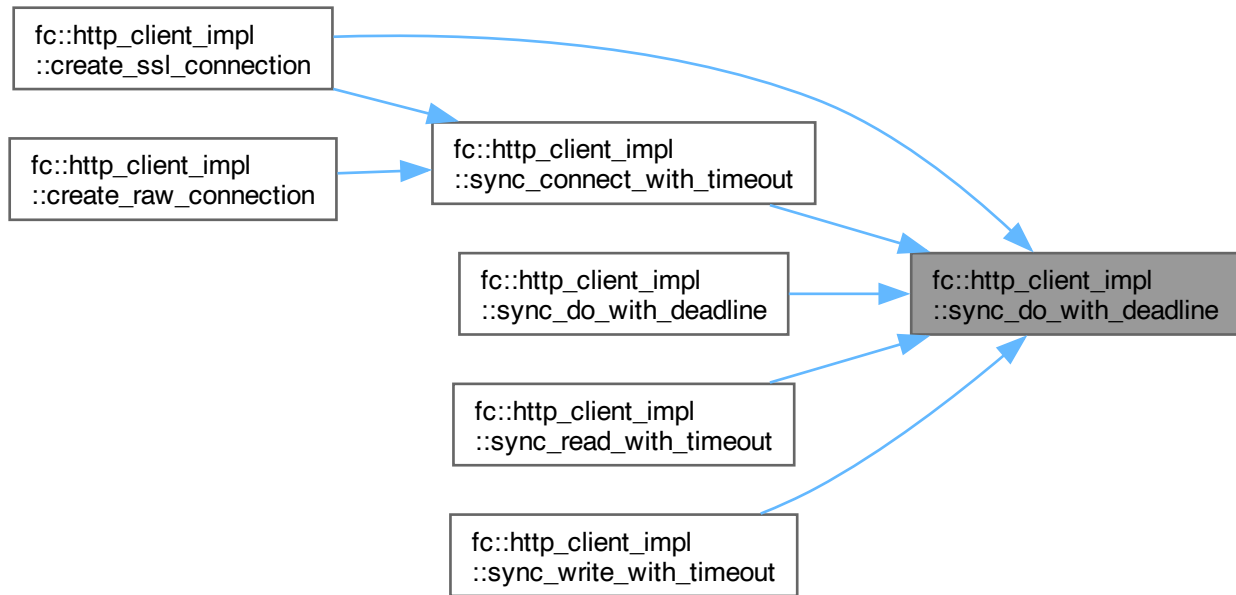 fc::http_client_impl
::create_ssl_connection
fc::http_client_impl
::create_raw_connection
fc::http_client_impl
::sync_connect_with_timeout
fc::http_client_impl
::sync_do_with_deadline
fc::http_client_impl
::sync_read_with_timeout
fc::http_client_impl
::sync_write_with_timeout
fc::http_client_impl
::sync_do_with_deadline